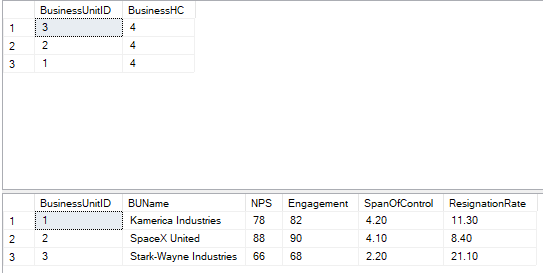 BusinessUnitID BusinessHC
1 3 4
2 2 4
3 1 4
BusinessUnitID BUName NPS Engagement SpanOfControl ResignationRate
1 1 Kamerica Industries 78 82 4.20 11.30
2 2 SpaceX United 88 90 4.10 8.40
3 3 Stark-Wayne Industries 66 68 2.20 21.10